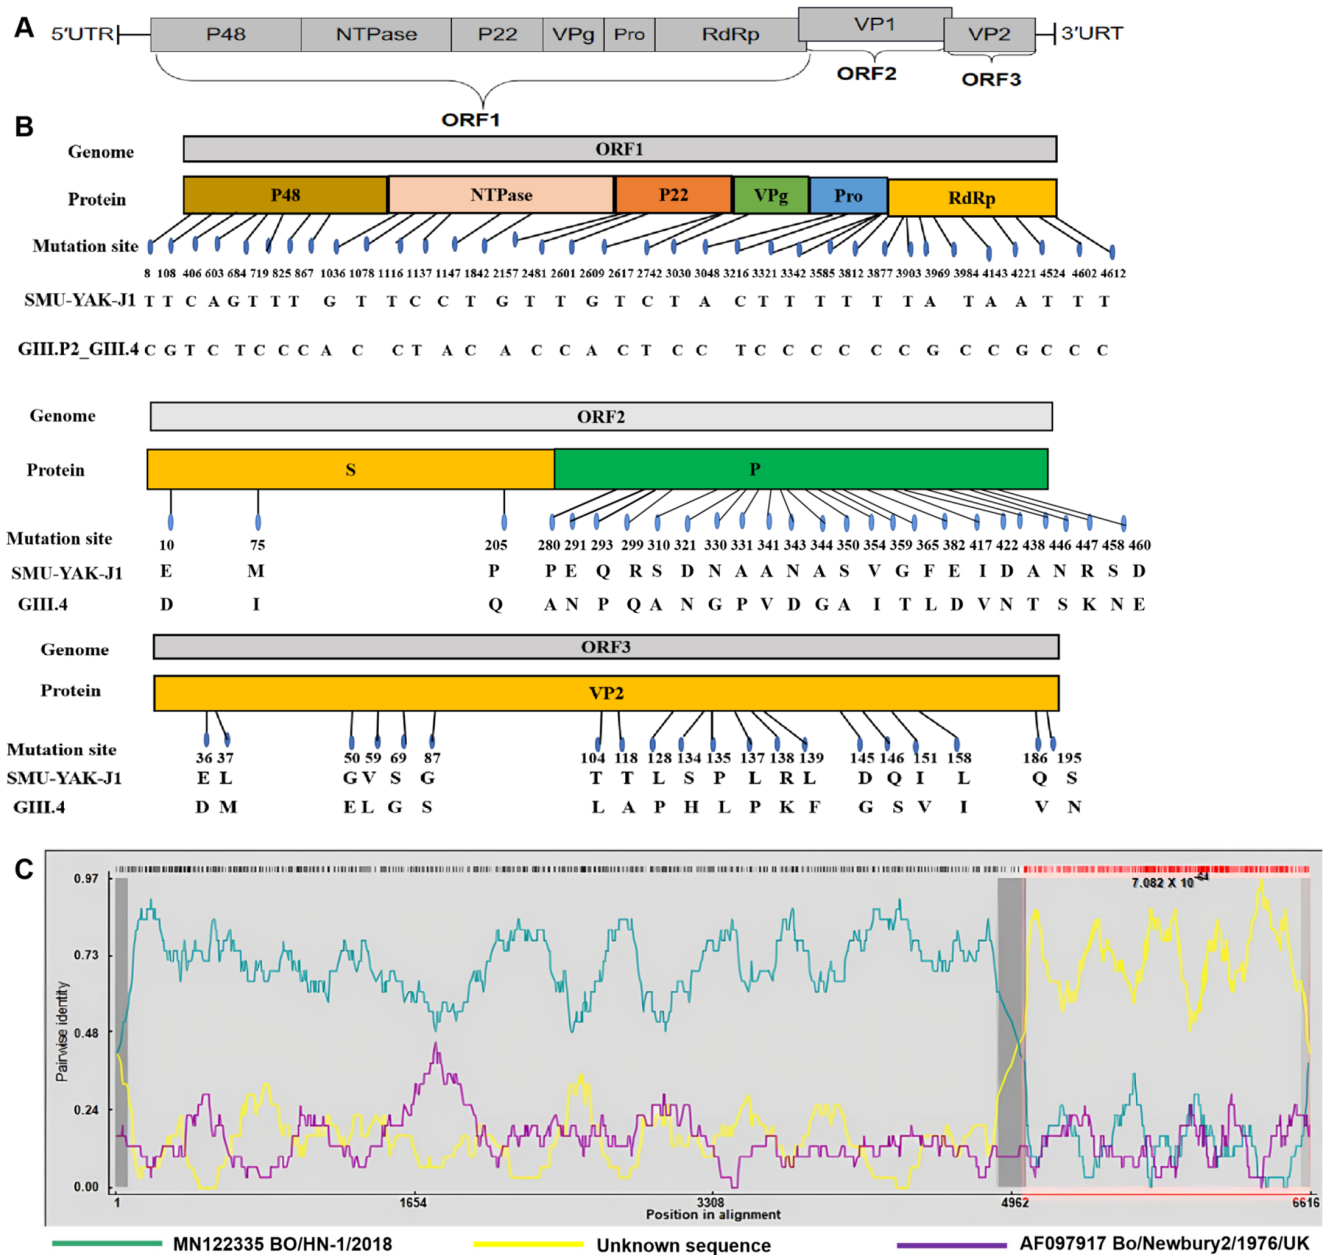 A
5'UTR P48 NTPase P22 VPg Pro RdRp VP1 VP2 3'URT
ORF1 ORF2 ORF3
B
Genome ORF1
Protein P48 NTPase P22 VPg Pro RdRp
Mutation site
8 108 406 603 684 719 825 867 1036 1078 1116 1137 1147 1842 2157 2481 2601 2609 2617 2742 3030 3048 3216 3321 3342 3585 3812 3877 3903 3969 3984 4143 4221 4524 4602 4612
SMU-YAK-J1 T T C A G T T T G T T C C T G T T G T C T A C T T T T T T A T A A T T T
GIII.P2_GIII.4 C G T C T C C C A C C T A C A C C A C T C C T C C C C C C G C C G C C C
Genome ORF2
Protein S P
Mutation site 10 75 205 280 291 293 299 310 321 330 331 341 343 344 350 354 359 365 382 417 422 438 446 447 458 460
SMU-YAK-J1 E M P P E Q R S D N A A N A S V G F E I D A N R S D
GIII.4 D I Q A N P Q A N G P V D G A I T L D V N T S K N E
Genome ORF3
Protein VP2
Mutation site 36 37 50 59 69 87 104 118 128 134 135 137 138 139 145 146 151 158 186 195
SMU-YAK-J1 E L G V S G T T L S P L R L D Q I L Q S
GIII.4 D M E L G S L A P H L P K F G S V I V N
C
7.082 X 10
0.97
0.73
0.48
0.24
0.00
Pairwise identity
1 1654 3308 4962 6616
Position in alignment
MN122335 BO/HN-1/2018 Unknown sequence AF097917 Bo/Newbury2/1976/UK